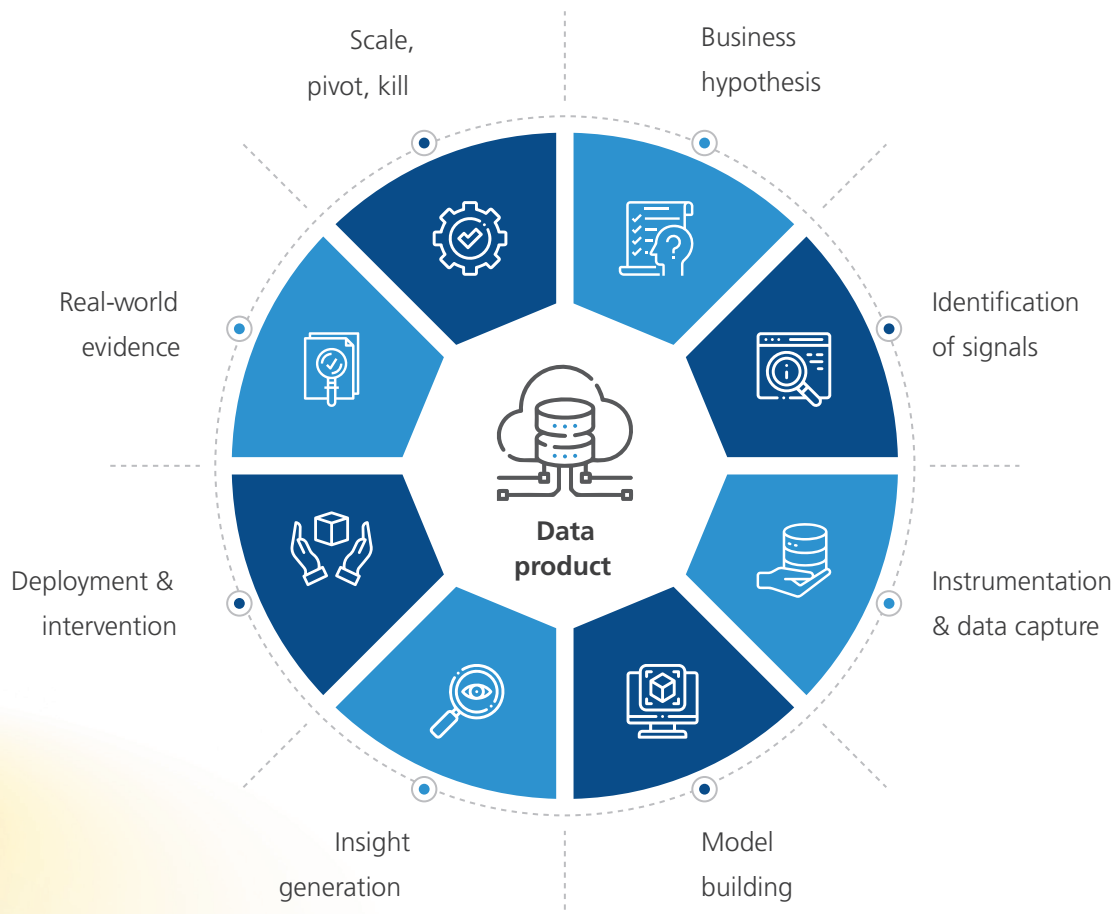 Scale,
pivot, kill
Business
hypothesis
Real-world
evidence
Identification
of signals
Data
product
Deployment &
intervention
Instrumentation
& data capture
Insight
generation
Model
building